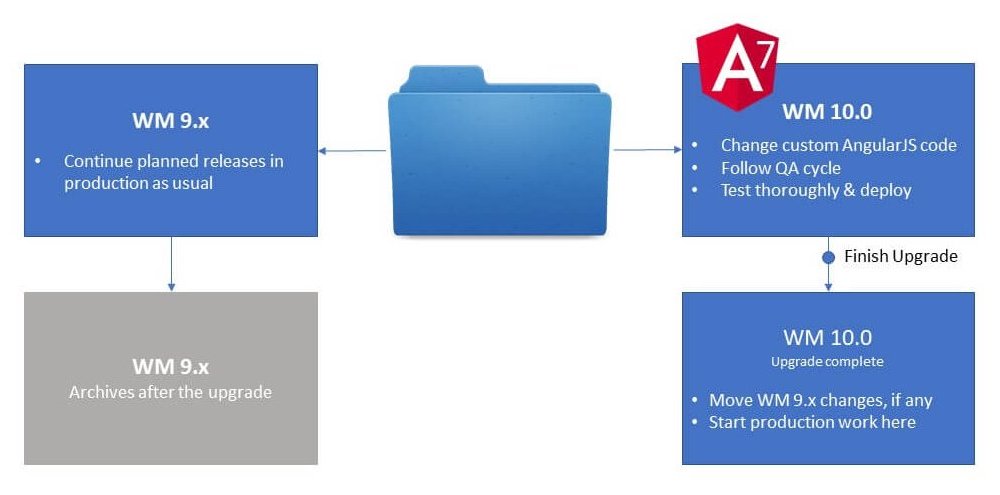 WM 9.x
• Continue planned releases in
production as usual
WM 9.x
Archives after the upgrade
A7
WM 10.0
• Change custom AngularJS code
• Follow QA cycle
• Test thoroughly & deploy
Finish Upgrade
WM 10.0
Upgrade complete
• Move WM 9.x changes, if any
• Start production work here